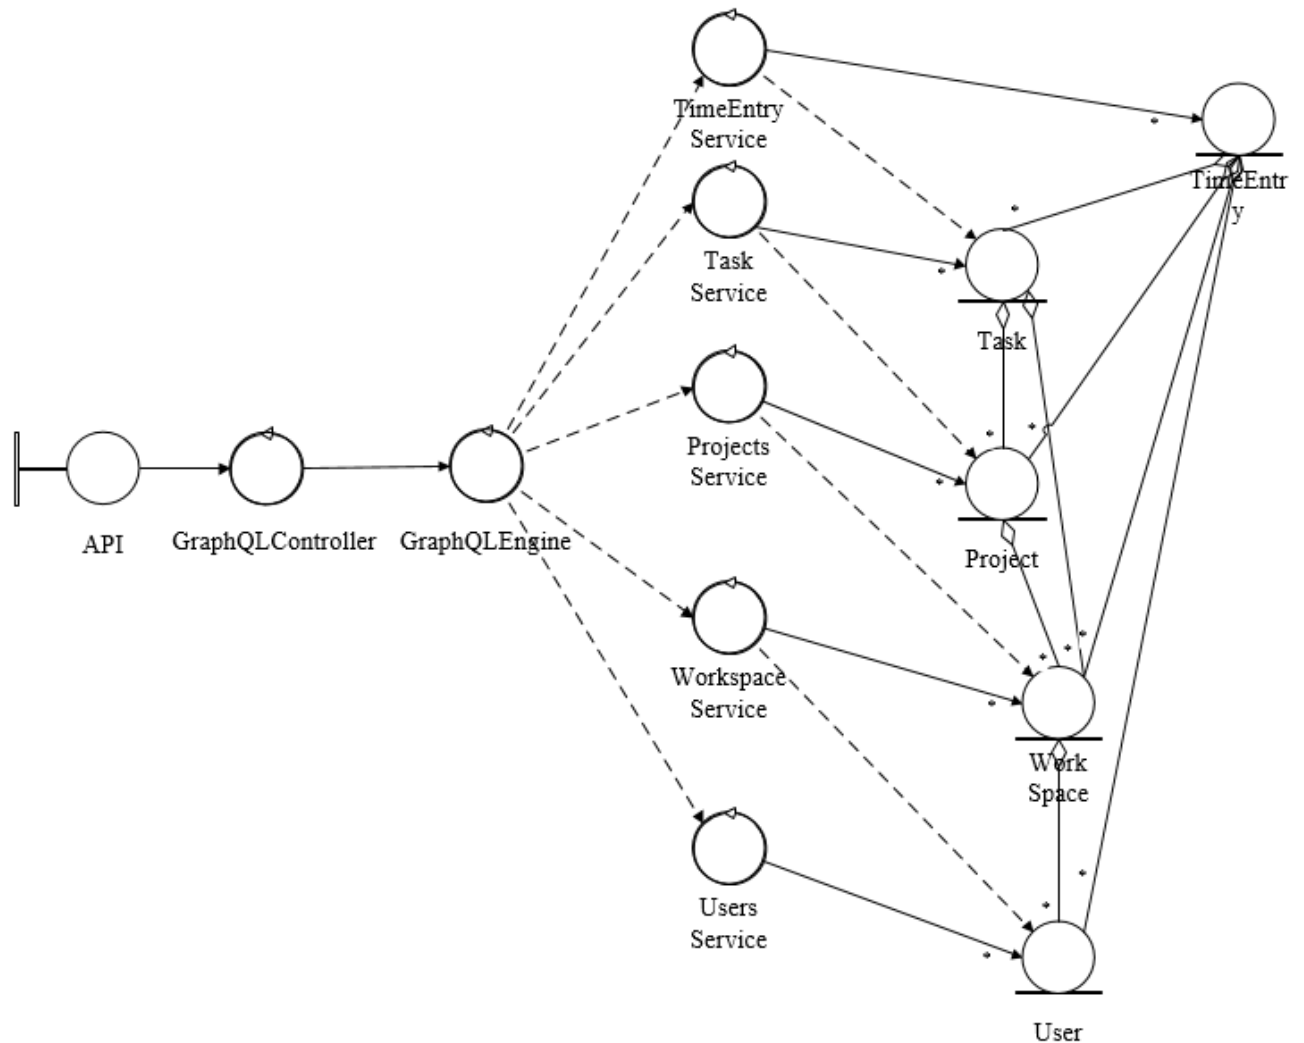 TimeEntry
Service
TimeEntr
y
Task
Service
Task
Projects
Service
API
GraphQLController
GraphQLEngine
Project
Workspace
Service
Work
Space
Users
Service
User